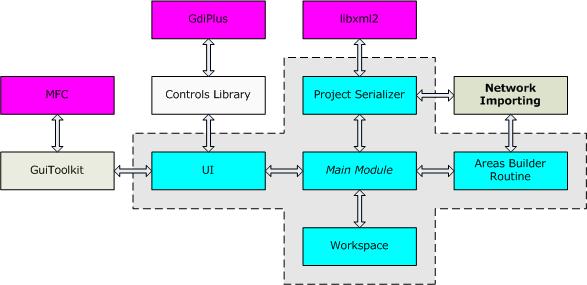 GdiPlus
libxml2
MFC
Controls Library
Project Serializer
Network
Importing
GuiToolkit
UI
Main Module
Areas Builder
Routine
Workspace